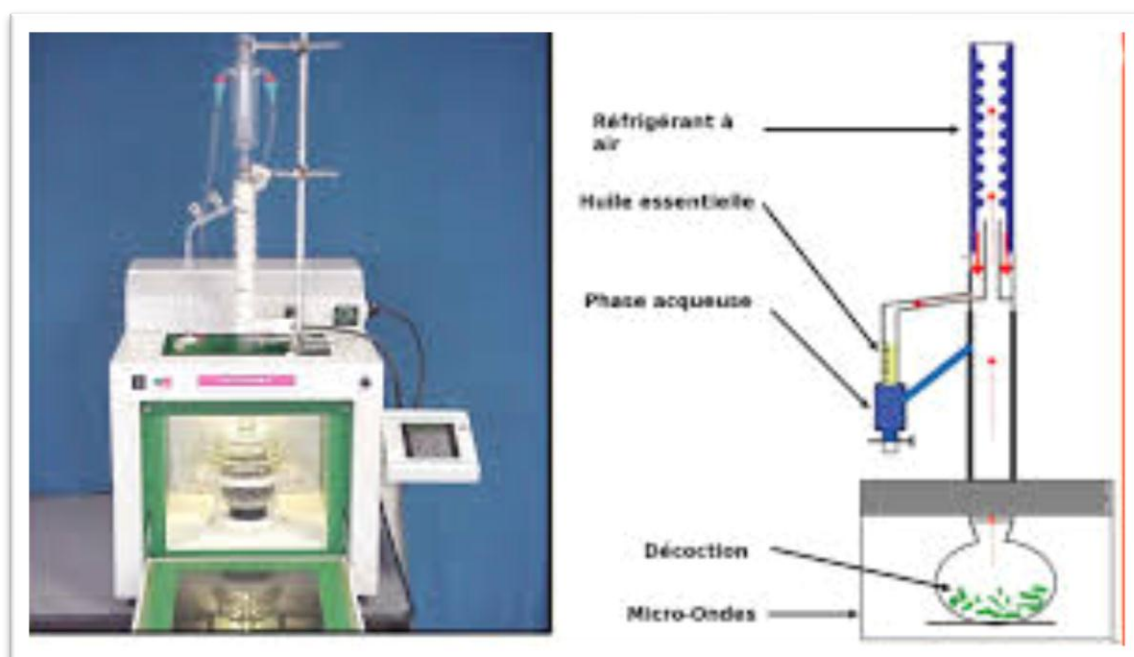 Réfrigérant à
air
Huile essentielle
Phase acqueuse
Décoction
Micro-Ondes